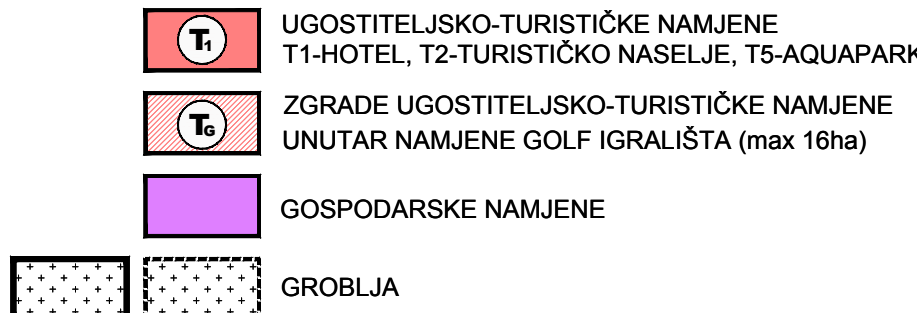 T1
UGOSTITELJSKO-TURISTIČKE NAMJENE
T1-HOTEL, T2-TURISTIČKO NASELJE, T5-AQUAPARK
TG
ZGRADE UGOSTITELJSKO-TURISTIČKE NAMJENE
UNUTAR NAMJENE GOLF IGRALIŠTA (max 16ha)
GOSPODARSKE NAMJENE
GROBLJA